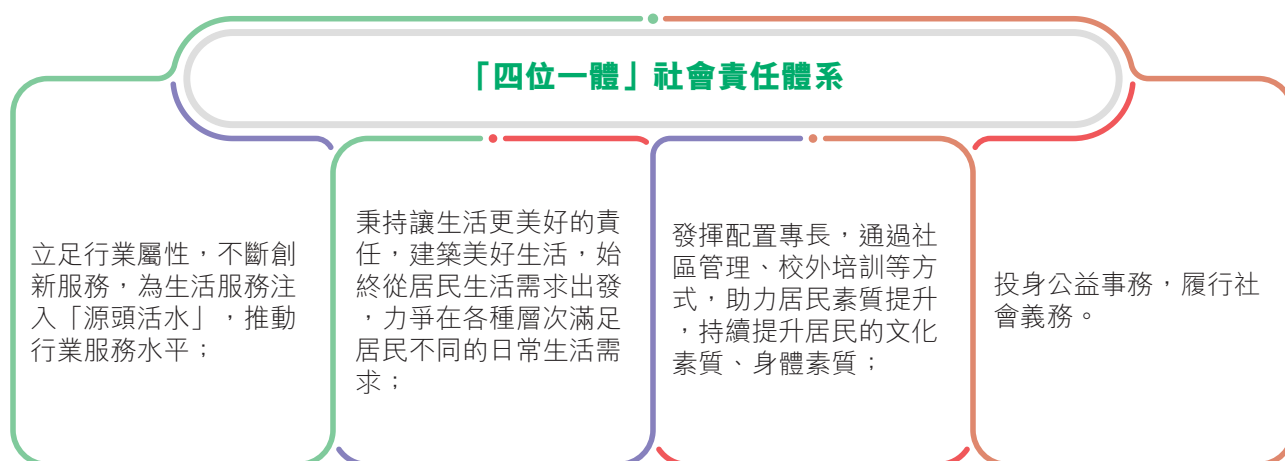 「四位一體」社會責任體系
立足行業屬性，不斷創
新服務，為生活服務注
入「源頭活水」，推動
行業服務水平；
秉持讓生活更美好的責
任，建築美好生活，始
終從居民生活需求出發
，力爭在各種層次滿足
居民不同的日常生活需
求；
發揮配置專長，通過社
區管理、校外培訓等方
式，助力居民素質提升
，持續提升居民的文化
素質、身體素質；
投身公益事務，履行社
會義務。